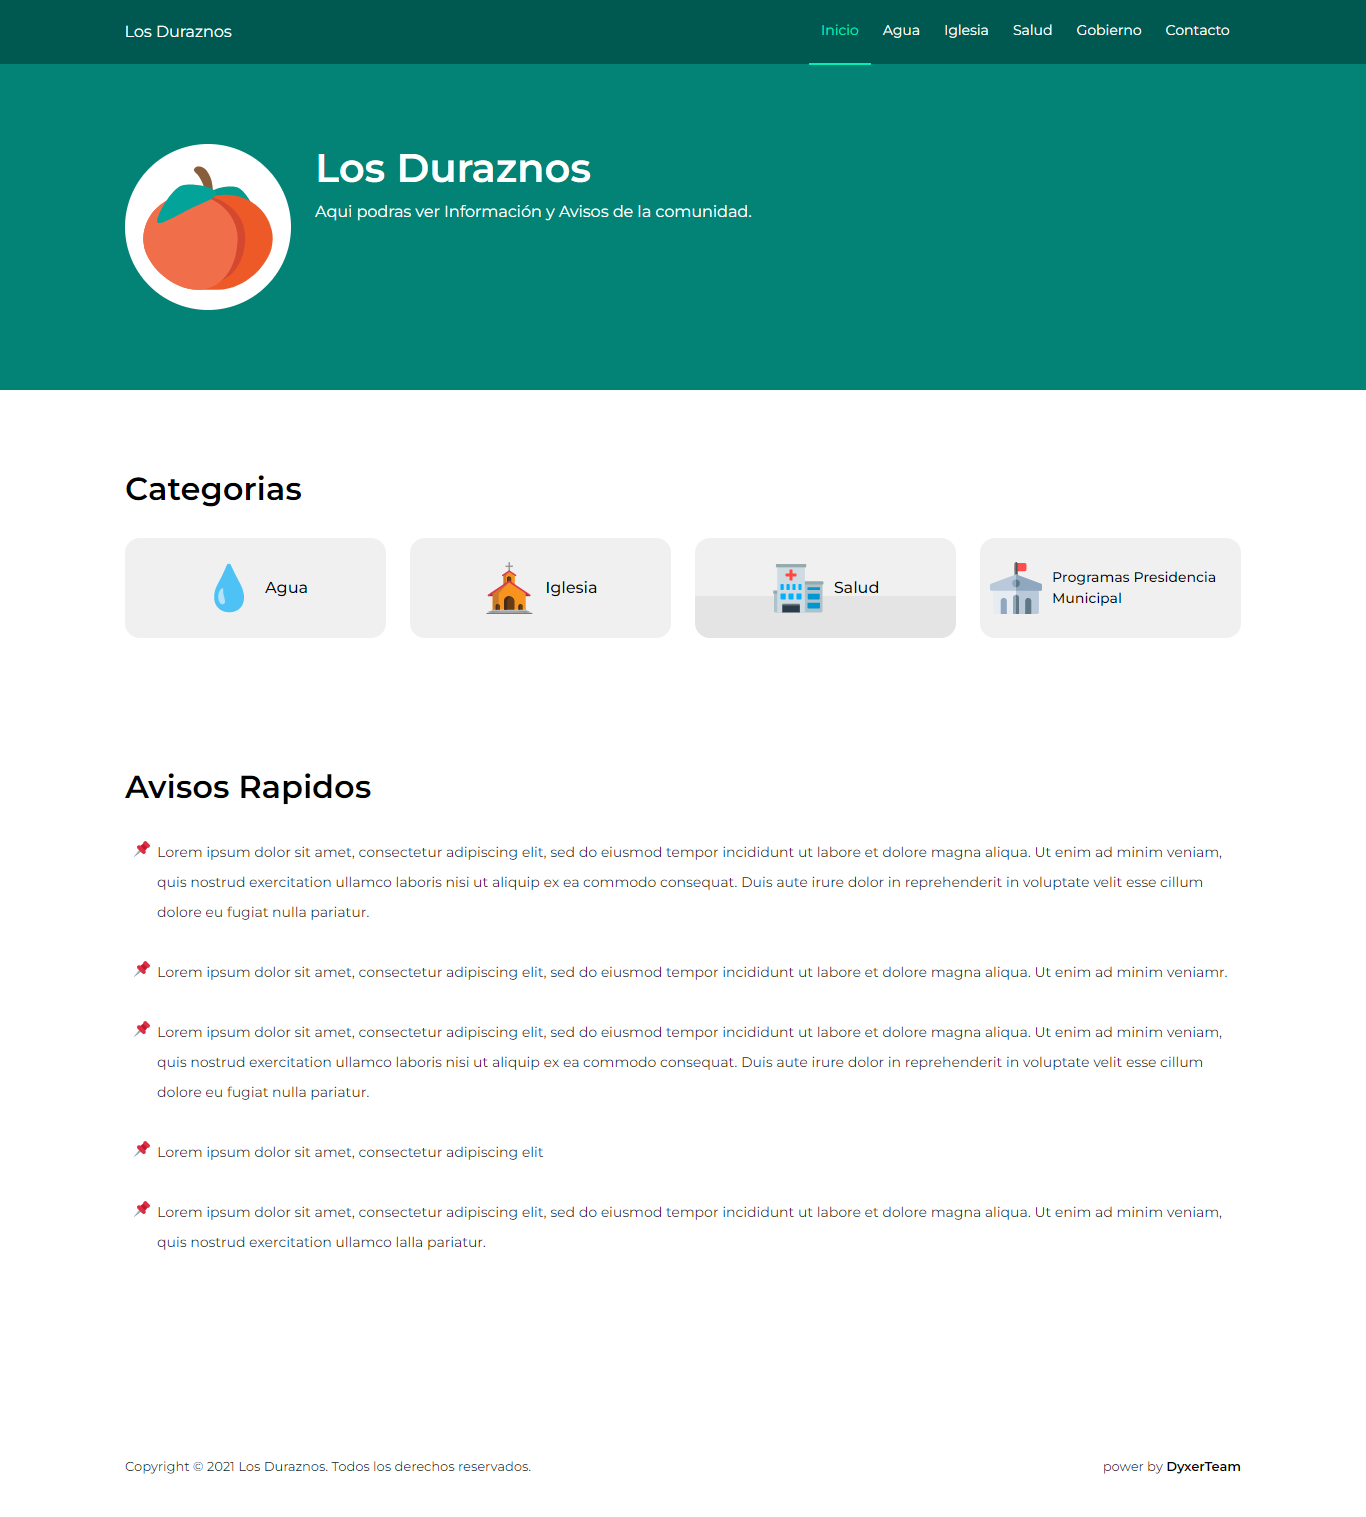 Los Duraznos
Inicio Agua Iglesia Salud Gobierno Contacto
Los Duraznos
Aqui podras ver Información y Avisos de la comunidad.
Categorias
Agua
Iglesia
Salud
Programas Presidencia
Municipal
Avisos Rapidos
Lorem ipsum dolor sit amet, consectetur adipiscing elit, sed do eiusmod tempor incididunt ut labore et dolore magna aliqua. Ut enim ad minim veniam,
quis nostrud exercitation ullamco laboris nisi ut aliquip ex ea commodo consequat. Duis aute irure dolor in reprehenderit in voluptate velit esse cillum
dolore eu fugiat nulla pariatur.
Lorem ipsum dolor sit amet, consectetur adipiscing elit, sed do eiusmod tempor incididunt ut labore et dolore magna aliqua. Ut enim ad minim veniamr.
Lorem ipsum dolor sit amet, consectetur adipiscing elit, sed do eiusmod tempor incididunt ut labore et dolore magna aliqua. Ut enim ad minim veniam,
quis nostrud exercitation ullamco laboris nisi ut aliquip ex ea commodo consequat. Duis aute irure dolor in reprehenderit in voluptate velit esse cillum
dolore eu fugiat nulla pariatur.
Lorem ipsum dolor sit amet, consectetur adipiscing elit
Lorem ipsum dolor sit amet, consectetur adipiscing elit, sed do eiusmod tempor incididunt ut labore et dolore magna aliqua. Ut enim ad minim veniam,
quis nostrud exercitation ullamco lalla pariatur.
Copyright © 2021 Los Duraznos. Todos los derechos reservados.
power by DyxerTeam